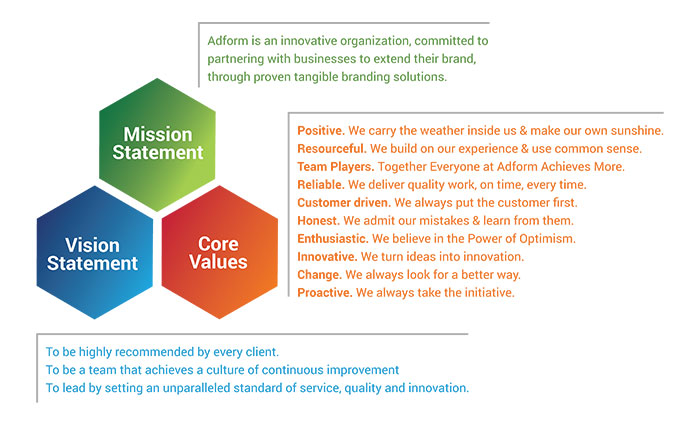 Adform is an innovative organization, committed to
partnering with businesses to extend their brand,
through proven tangible branding solutions.
Mission
Statement
Positive. We carry the weather inside us & make our own sunshine.
Resourceful. We build on our experience & use common sense.
Team Players. Together Everyone at Adform Achieves More.
Reliable. We deliver quality work, on time, every time.
Customer driven. We always put the customer first.
Honest. We admit our mistakes & learn from them.
Enthusiastic. We believe in the Power of Optimism.
Innovative. We turn ideas into innovation.
Change. We always look for a better way.
Proactive. We always take the initiative.
Vision
Statement
Core
Values
To be highly recommended by every client.
To be a team that achieves a culture of continuous improvement
To lead by setting an unparalleled standard of service, quality and innovation.